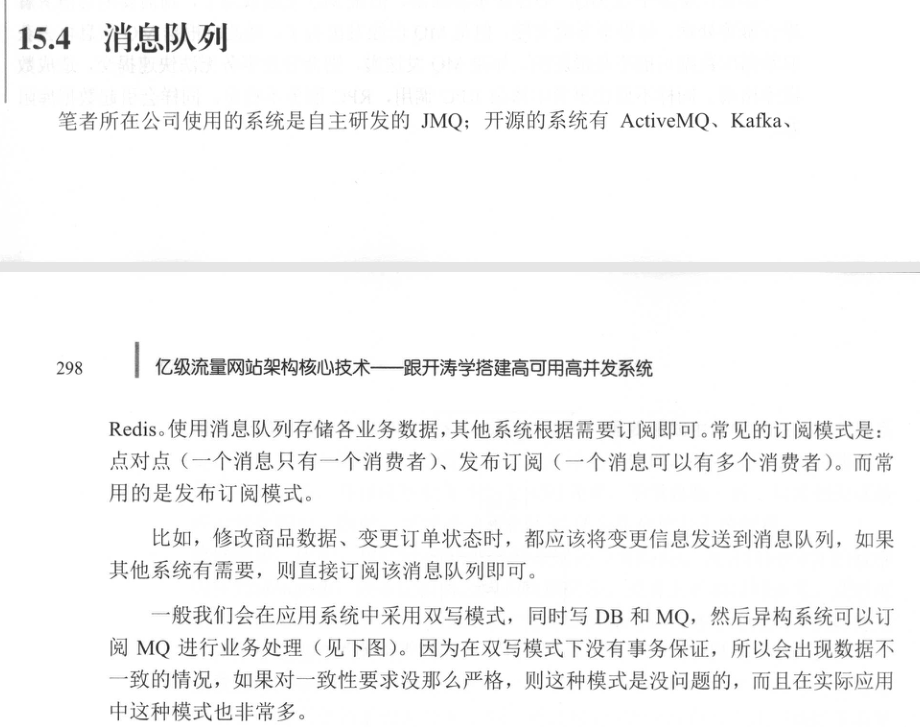 15.4 消息队列
笔者所在公司使用的系统是自主研发的 JMQ；开源的系统有 ActiveMQ、Kafka、
298 亿级流量网站架构核心技术——跟开涛学搭建高可用高并发系统
Redis。使用消息队列存储各业务数据，其他系统根据需要订阅即可。常见的订阅模式是：
点对点（一个消息只有一个消费者）、发布订阅（一个消息可以有多个消费者）。而常
用的是发布订阅模式。
比如，修改商品数据、变更订单状态时，都应该将变更信息发送到消息队列，如果
其他系统有需要，则直接订阅该消息队列即可。
一般我们会在应用系统中采用双写模式，同时写 DB 和 MQ，然后异构系统可以订
阅 MQ 进行业务处理（见下图）。因为在双写模式下没有事务保证，所以会出现数据不
一致的情况，如果对一致性要求没那么严格，则这种模式是没问题的，而且在实际应用
中这种模式也非常多。